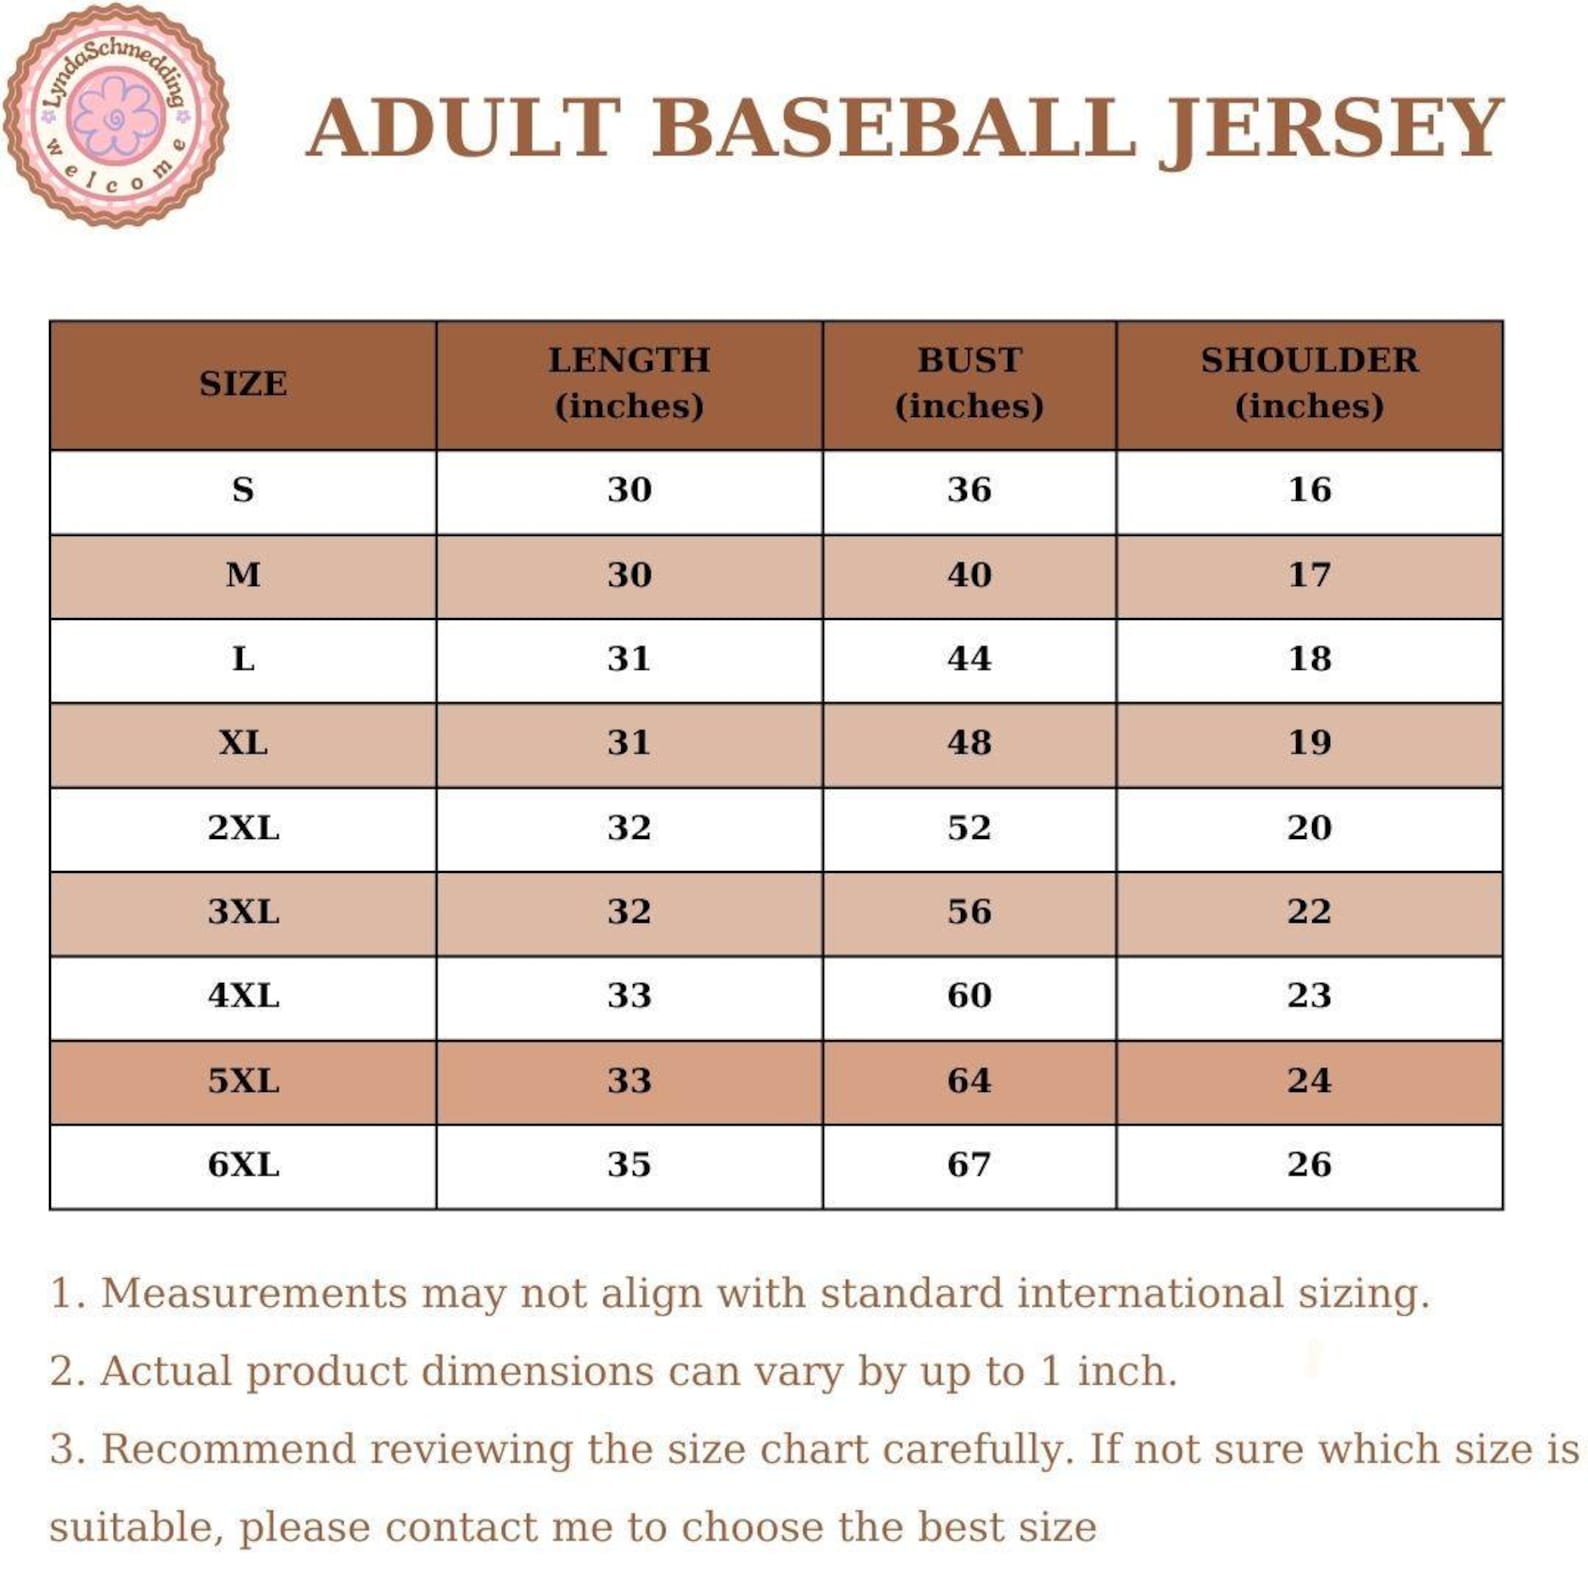 LyndaSchmedding
welcome
ADULT BASEBALL JERSEY
SIZE LENGTH (inches) BUST (inches) SHOULDER (inches)
S 30 36 16
M 30 40 17
L 31 44 18
XL 31 48 19
2XL 32 52 20
3XL 32 56 22
4XL 33 60 23
5XL 33 64 24
6XL 35 67 26
1. Measurements may not align with standard international sizing.
2. Actual product dimensions can vary by up to 1 inch.
3. Recommend reviewing the size chart carefully. If not sure which size is
suitable, please contact me to choose the best size